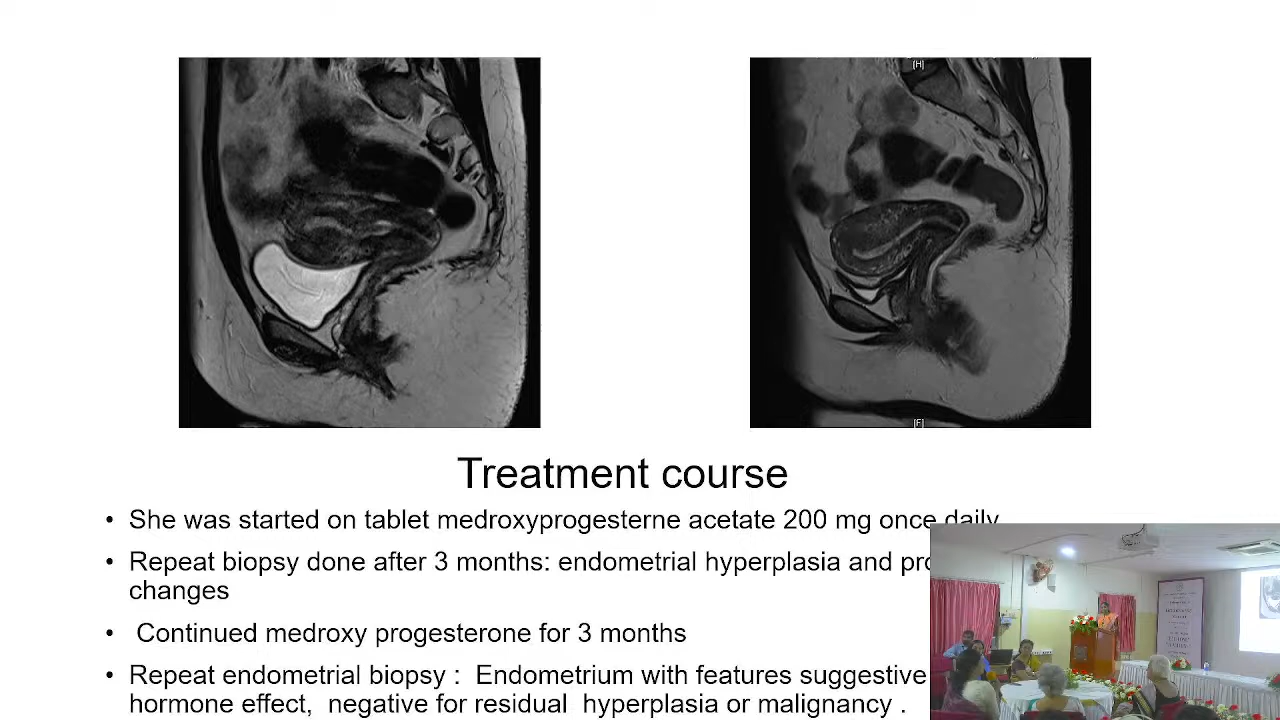 [H]
[F]
Treatment course
• She was started on tablet medroxyprogesterne acetate 200 mg once daily
• Repeat biopsy done after 3 months: endometrial hyperplasia and
changes
• Continued medroxy progesterone for 3 months
• Repeat endometrial biopsy : Endometrium with features suggestive
hormone effect, negative for residual hyperplasia or malignancy .